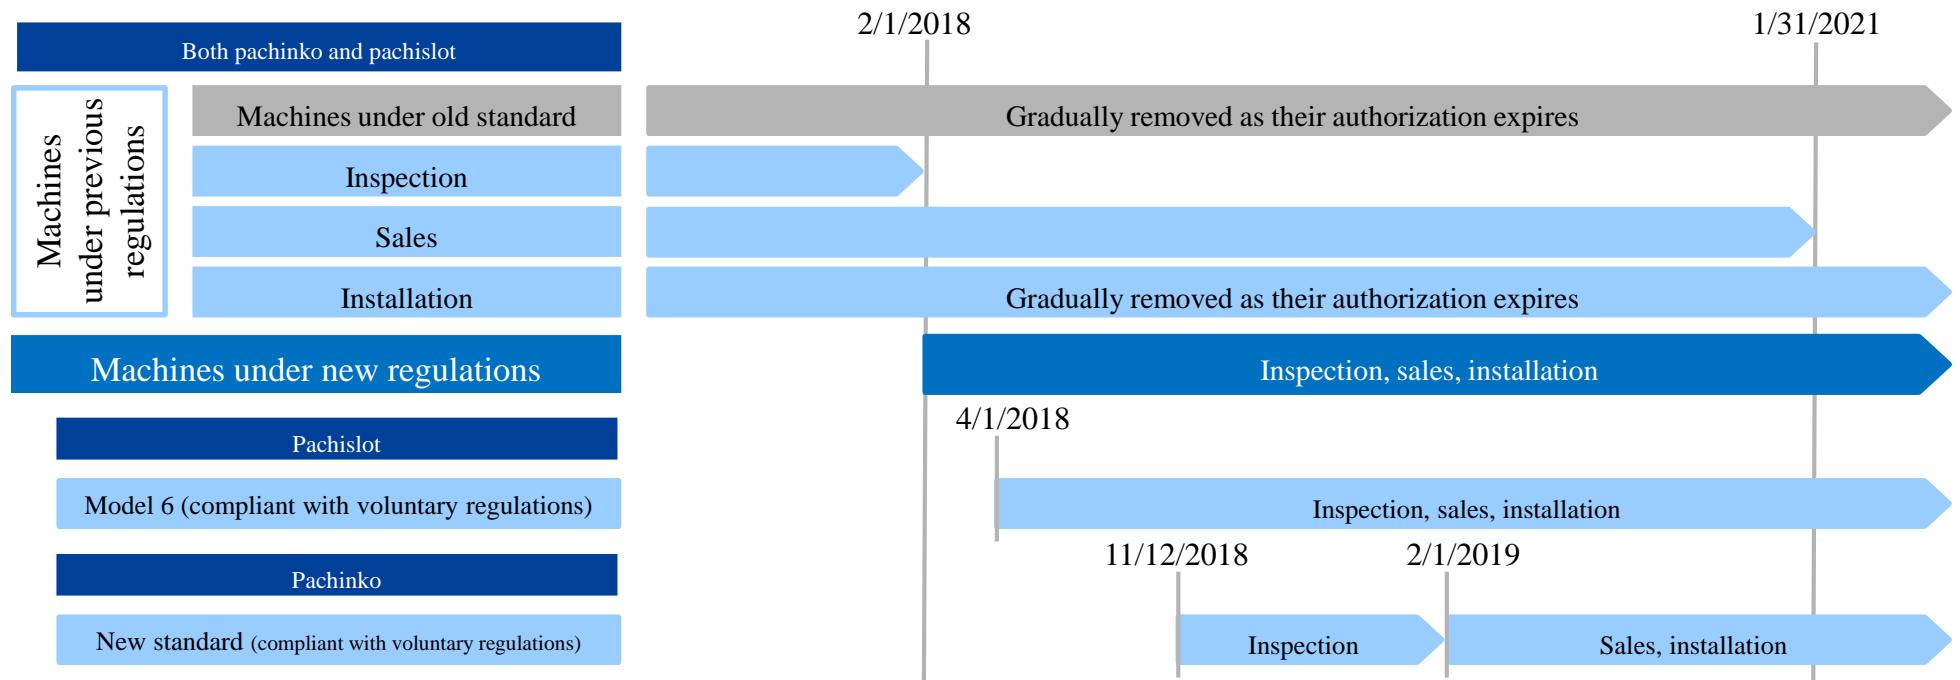 2/1/2018
1/31/2021
Both pachinko and pachislot
Machines
under previous
regulations
Machines under old standard
Gradually removed as their authorization expires
Inspection
Sales
Installation
Gradually removed as their authorization expires
Machines under new regulations
Inspection, sales, installation
4/1/2018
Pachislot
Model 6 (compliant with voluntary regulations)
Inspection, sales, installation
11/12/2018
2/1/2019
Pachinko
New standard (compliant with voluntary regulations)
Inspection
Sales, installation